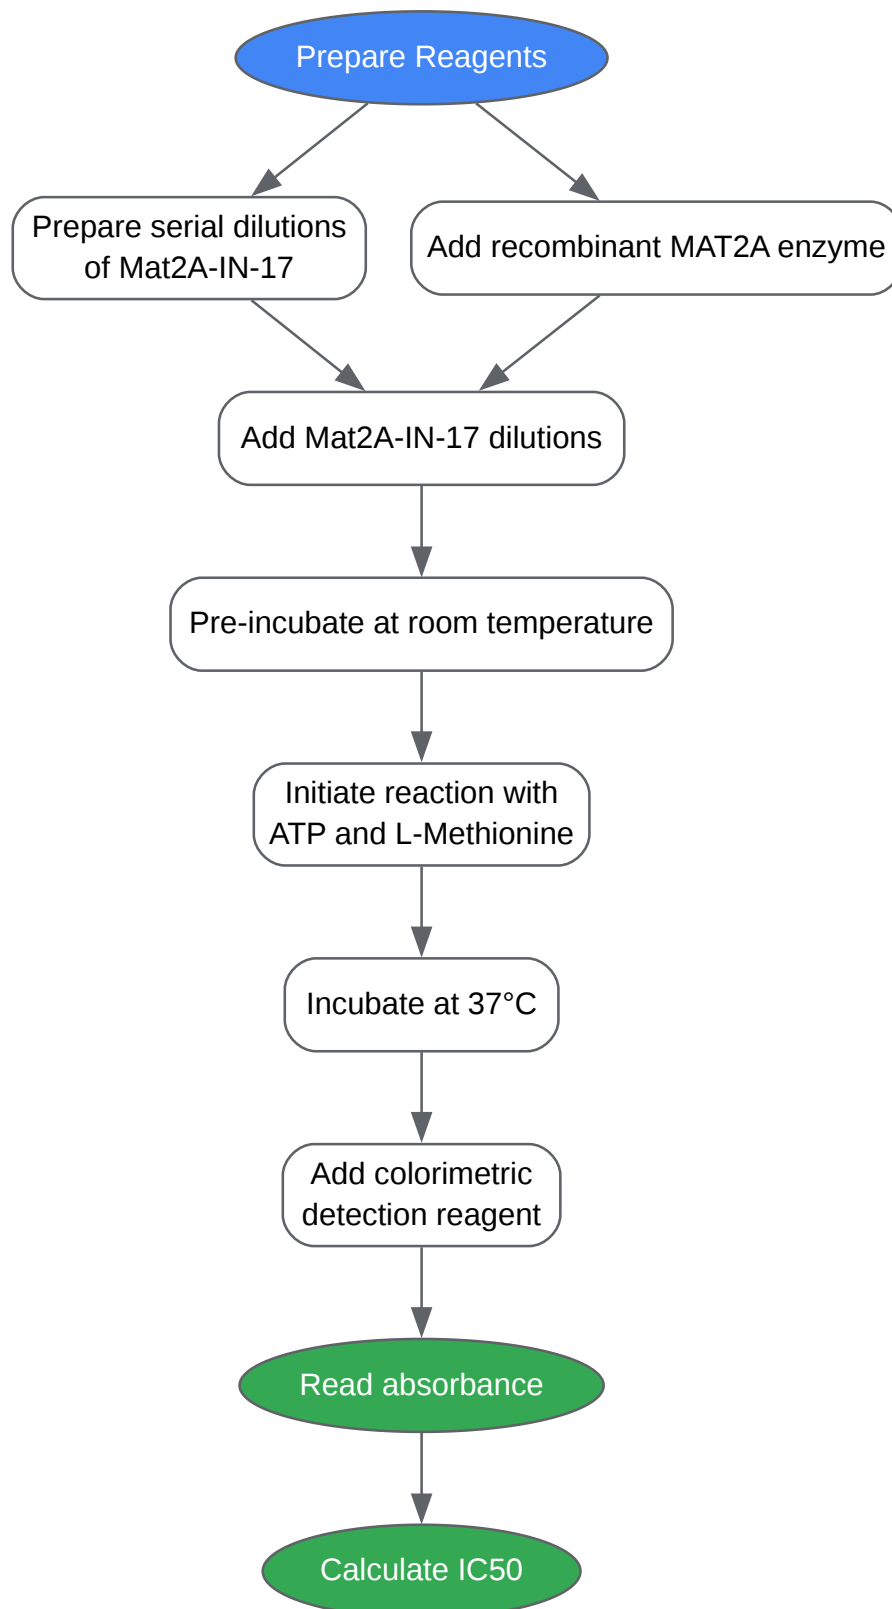 Prepare Reagents
Prepare serial dilutions
of Mat2A-IN-17
Add recombinant MAT2A enzyme
Add Mat2A-IN-17 dilutions
Pre-incubate at room temperature
Initiate reaction with
ATP and L-Methionine
Incubate at 37°C
Add colorimetric
detection reagent
Read absorbance
Calculate IC50